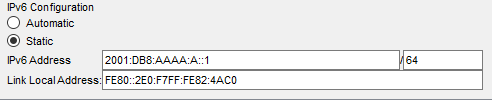 IPv6 Configuration
Automatic
Static
IPv6 Address 2001:DB8:AAAA:A::1 / 64
Link Local Address: FE80::2E0:F7FF:FE82:4AC0